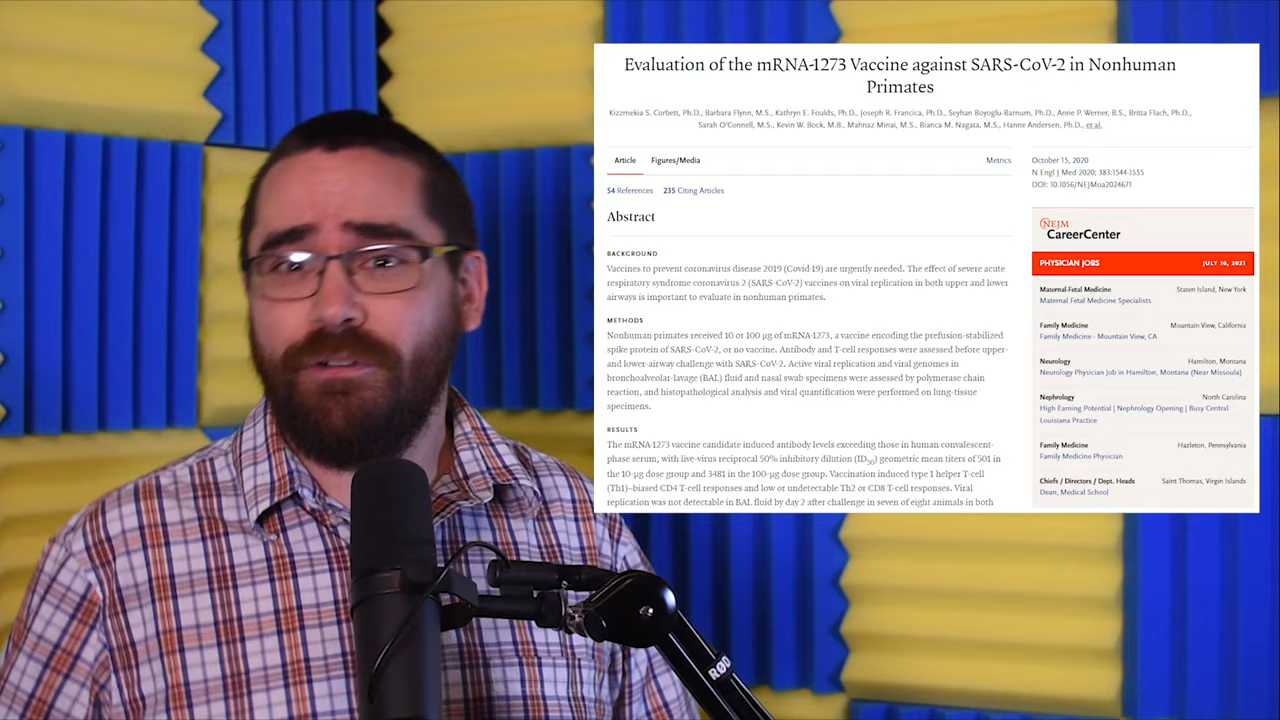 Evaluation of the mRNA-1273 Vaccine against SARS-CoV-2 in Nonhuman
Primates
Kizzmekia S. Corbett, Ph.D., Barbara Flynn, M.S., Kathryn E. Foulds, Ph.D., Joseph R. Francica, Ph.D., Seyhan Boyoglu-Barnum, Ph.D., Anne P. Werner, B.S., Britta Flach, Ph.D.,
Sarah O'Connell, M.S., Kevin W. Bock, M.B., Mahnaz Minai, M.S., Bianca M. Nagata, M.S., Hanne Andersen, Ph.D., et al.
Article Figures/Media Metrics
54 References 235 Citing Articles
Abstract
BACKGROUND
Vaccines to prevent coronavirus disease 2019 (Covid-19) are urgently needed. The effect of severe acute
respiratory syndrome coronavirus 2 (SARS-CoV-2) vaccines on viral replication in both upper and lower
airways is important to evaluate in nonhuman primates.
METHODS
Nonhuman primates received 10 or 100 μg of mRNA-1273, a vaccine encoding the prefusion-stabilized
spike protein of SARS-CoV-2, or no vaccine. Antibody and T-cell responses were assessed before upper-
and lower-airway challenge with SARS-CoV-2. Active viral replication and viral genomes in
bronchoalveolar-lavage (BAL) fluid and nasal swab specimens were assessed by polymerase chain
reaction, and histopathological analysis and viral quantification were performed on lung-tissue
specimens.
RESULTS
The mRNA-1273 vaccine candidate induced antibody levels exceeding those in human convalescent-
phase serum, with live-virus reciprocal 50% inhibitory dilution (ID50) geometric mean titers of 501 in
the 10-μg dose group and 3481 in the 100-μg dose group. Vaccination induced type 1 helper T-cell
(Th1)–biased CD4 T-cell responses and low or undetectable Th2 or CD8 T-cell responses. Viral
replication was not detectable in BAL fluid by day 2 after challenge in seven of eight animals in both
October 15, 2020
N Engl J Med 2020; 383:1544-1555
DOI: 10.1056/NEJMoa2024671
NEJM
CareerCenter
PHYSICIAN JOBS JULY 16, 2021
Maternal-Fetal Medicine Staten Island, New York
Maternal Fetal Medicine Specialists
Family Medicine Mountain View, California
Family Medicine - Mountain View, CA
Neurology Hamilton, Montana
Neurology Physician Job in Hamilton, Montana (Near Missoula)
Nephrology North Carolina
High Earning Potential | Nephrology Opening | Busy Central
Louisiana Practice
Family Medicine Hazleton, Pennsylvania
Family Medicine Physician
Chiefs / Directors / Dept. Heads Saint Thomas, Virgin Islands
Dean, Medical School
RØD